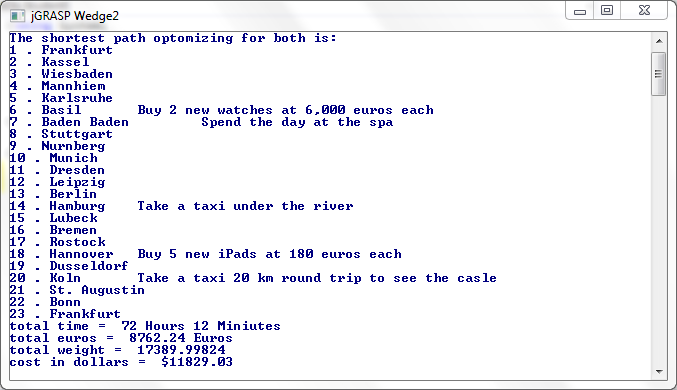 jGRASP Wedge2
The shortest path optomizing for both is:
1 . Frankfurt
2 . Kassel
3 . Wiesbaden
4 . Mannhiem
5 . Karlsruhe
6 . Basil Buy 2 new watches at 6,000 euros each
7 . Baden Baden Spend the day at the spa
8 . Stuttgart
9 . Nurnberg
10 . Munich
11 . Dresden
12 . Leipzig
13 . Berlin
14 . Hamburg Take a taxi under the river
15 . Lubeck
16 . Bremen
17 . Rostock
18 . Hannover Buy 5 new iPads at 180 euros each
19 . Dusseldorf
20 . Koln Take a taxi 20 km round trip to see the casle
21 . St. Augustin
22 . Bonn
23 . Frankfurt
total time = 72 Hours 12 Miniutes
total euros = 8762.24 Euros
total weight = 17389.99824
cost in dollars = $11829.03